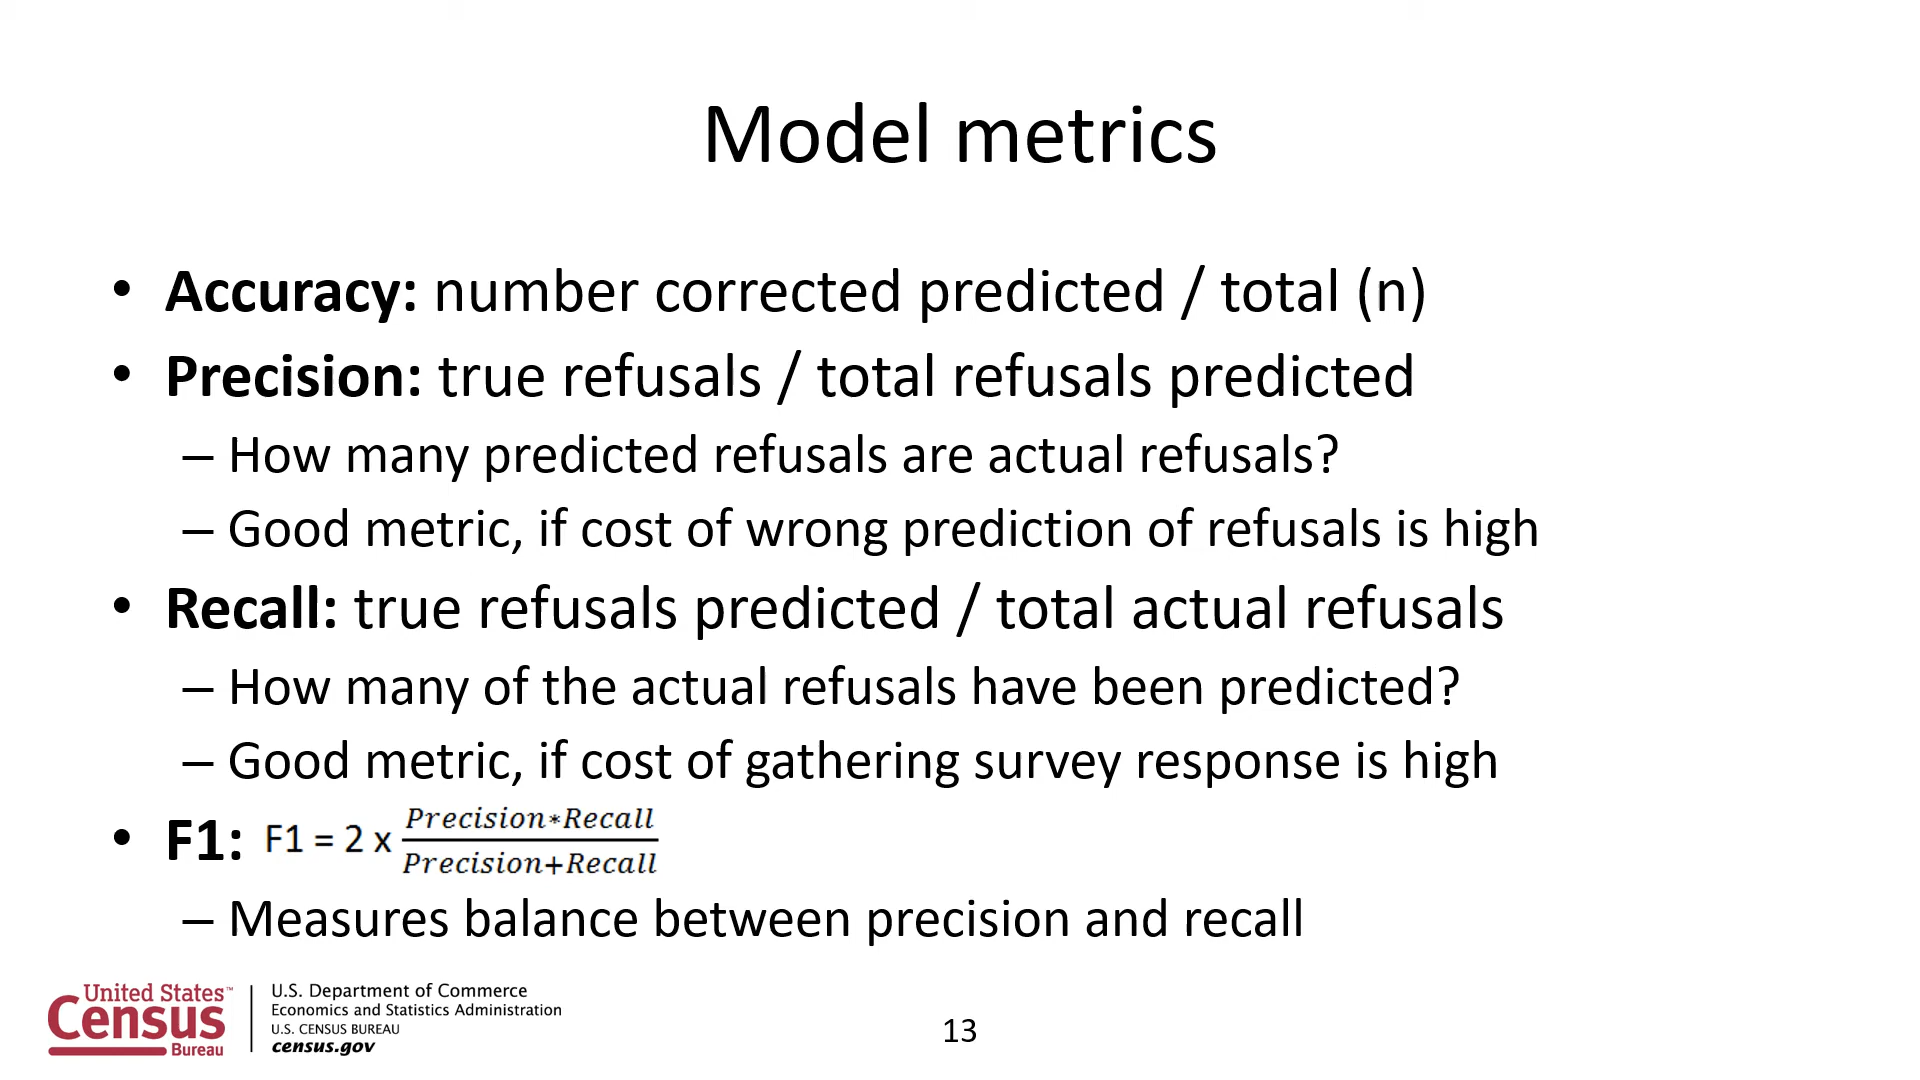 Model metrics
• Accuracy: number corrected predicted / total (n)
• Precision: true refusals / total refusals predicted
– How many predicted refusals are actual refusals?
– Good metric, if cost of wrong prediction of refusals is high
• Recall: true refusals predicted / total actual refusals
– How many of the actual refusals have been predicted?
– Good metric, if cost of gathering survey response is high
• F1: F1 = 2 x Precision*Recall / Precision+Recall
– Measures balance between precision and recall
United States™
Census
Bureau
U.S. Department of Commerce
Economics and Statistics Administration
U.S. CENSUS BUREAU
census.gov
13